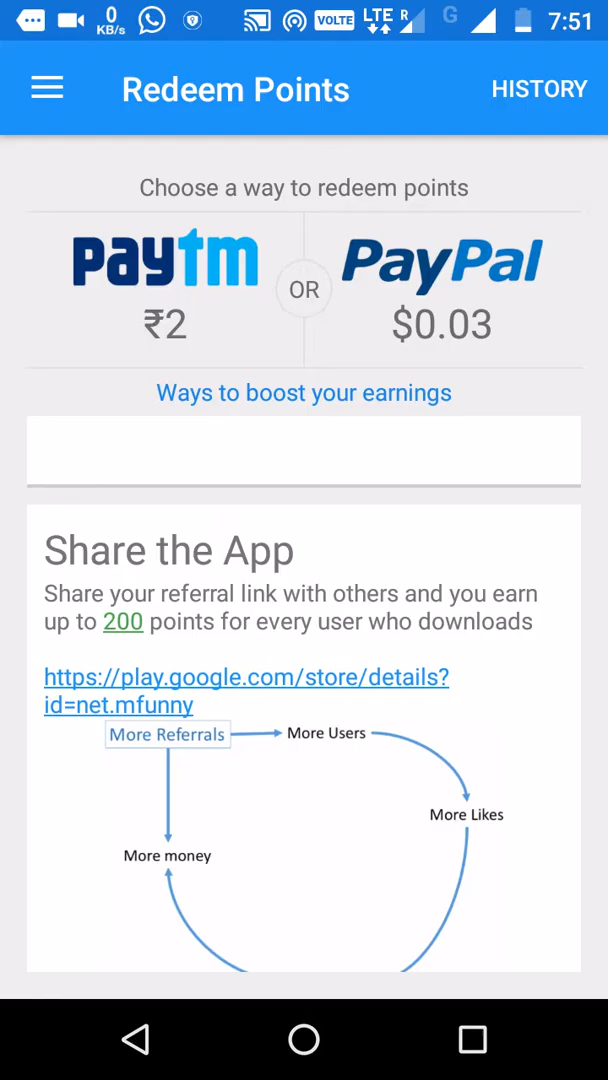 0
KB/s
VOLTE
LTE
R
G
7:51
Redeem Points
HISTORY
Choose a way to redeem points
paytm
OR
PayPal
₹2
$0.03
Ways to boost your earnings
Share the App
Share your referral link with others and you earn
up to 200 points for every user who downloads
https://play.google.com/store/details?
id=net.mfunny
More Referrals
More Users
More Likes
More money